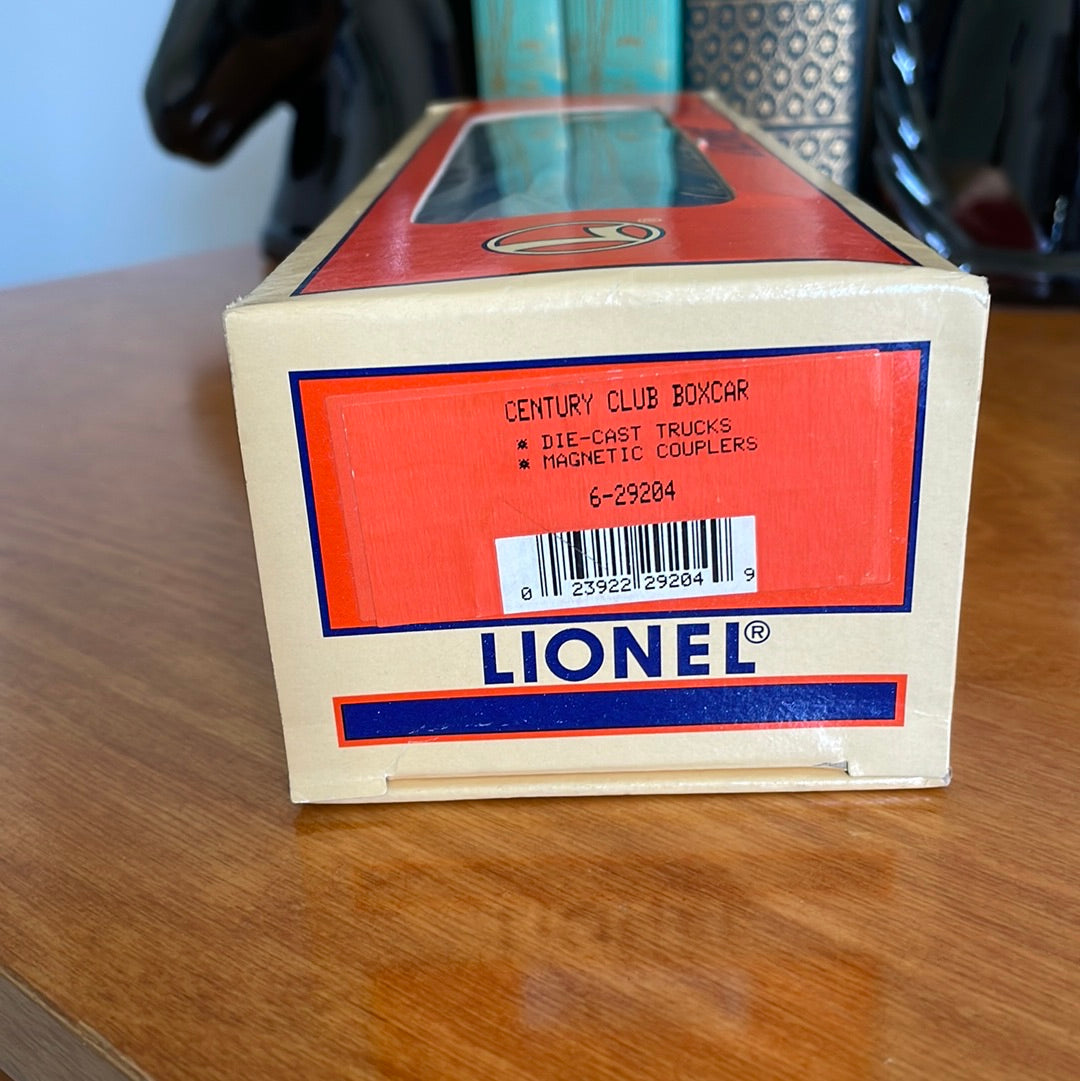 ®
CENTURY CLUB BOXCAR
* DIE-CAST TRUCKS
* MAGNETIC COUPLERS
6-29204
0 23922 29204 9
LIONEL®